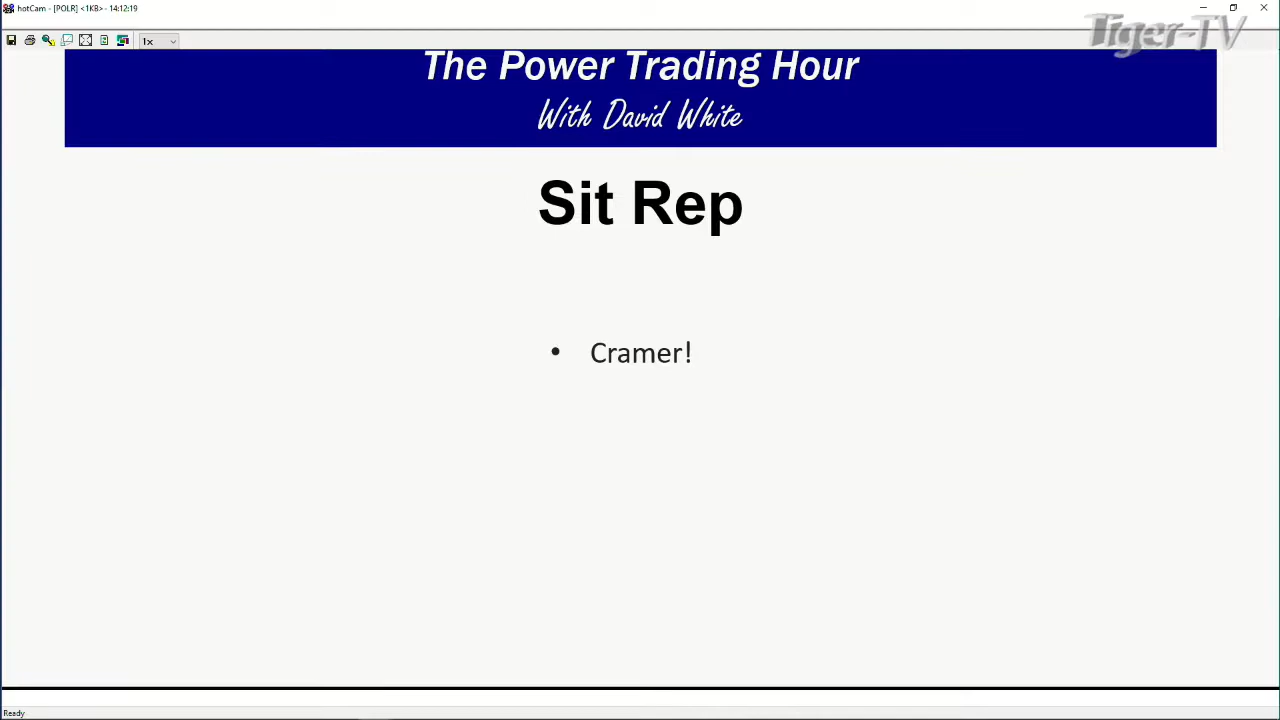 hotCam - [POLR] <1KB> - 14:12:19
Tiger-TV
1x
The Power Trading Hour
With David White
Sit Rep
• Cramer!
Ready